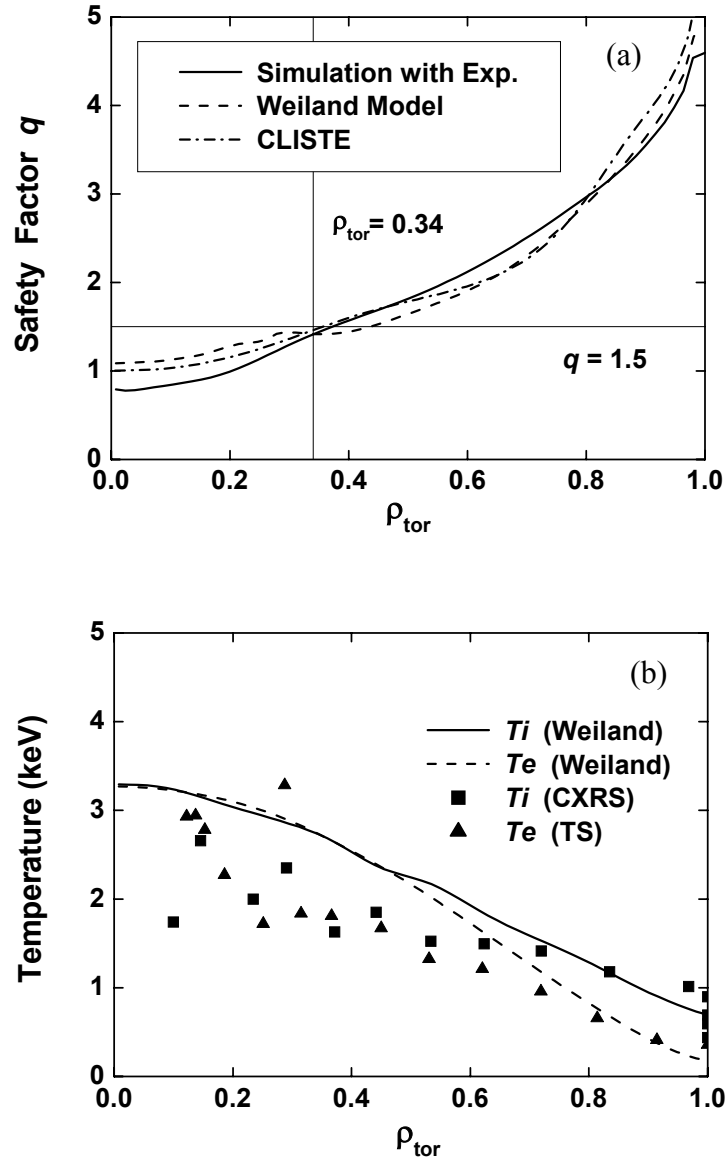 5
(a)
Simulation with Exp.
Weiland Model
CLISTE
4
3
ρtor= 0.34
2
1
q = 1.5
0
0.0 0.2 0.4 0.6 0.8 1.0
Safety Factor q
ρtor
5
(b)
4
Ti (Weiland)
Te (Weiland)
3
Ti (CXRS)
Te (TS)
2
1
0
0.0 0.2 0.4 0.6 0.8 1.0
Temperature (keV)
ρtor